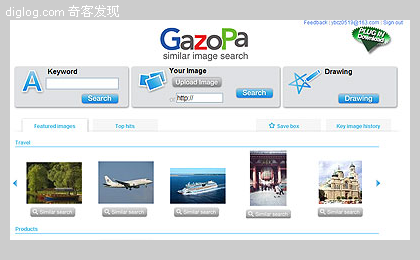 diglog.com 奇客发现
Feedback | ybiz0519@163.com | Sign out
GazoPa
similar image search
PLUG IN
Download
Keyword
Search
Your Image
Upload Image
or http://
Search
Drawing
Drawing
Featured images
Top hits
Save box
Key image history
Travel
Similar search
Similar search
Similar search
Similar search
Similar search
Products